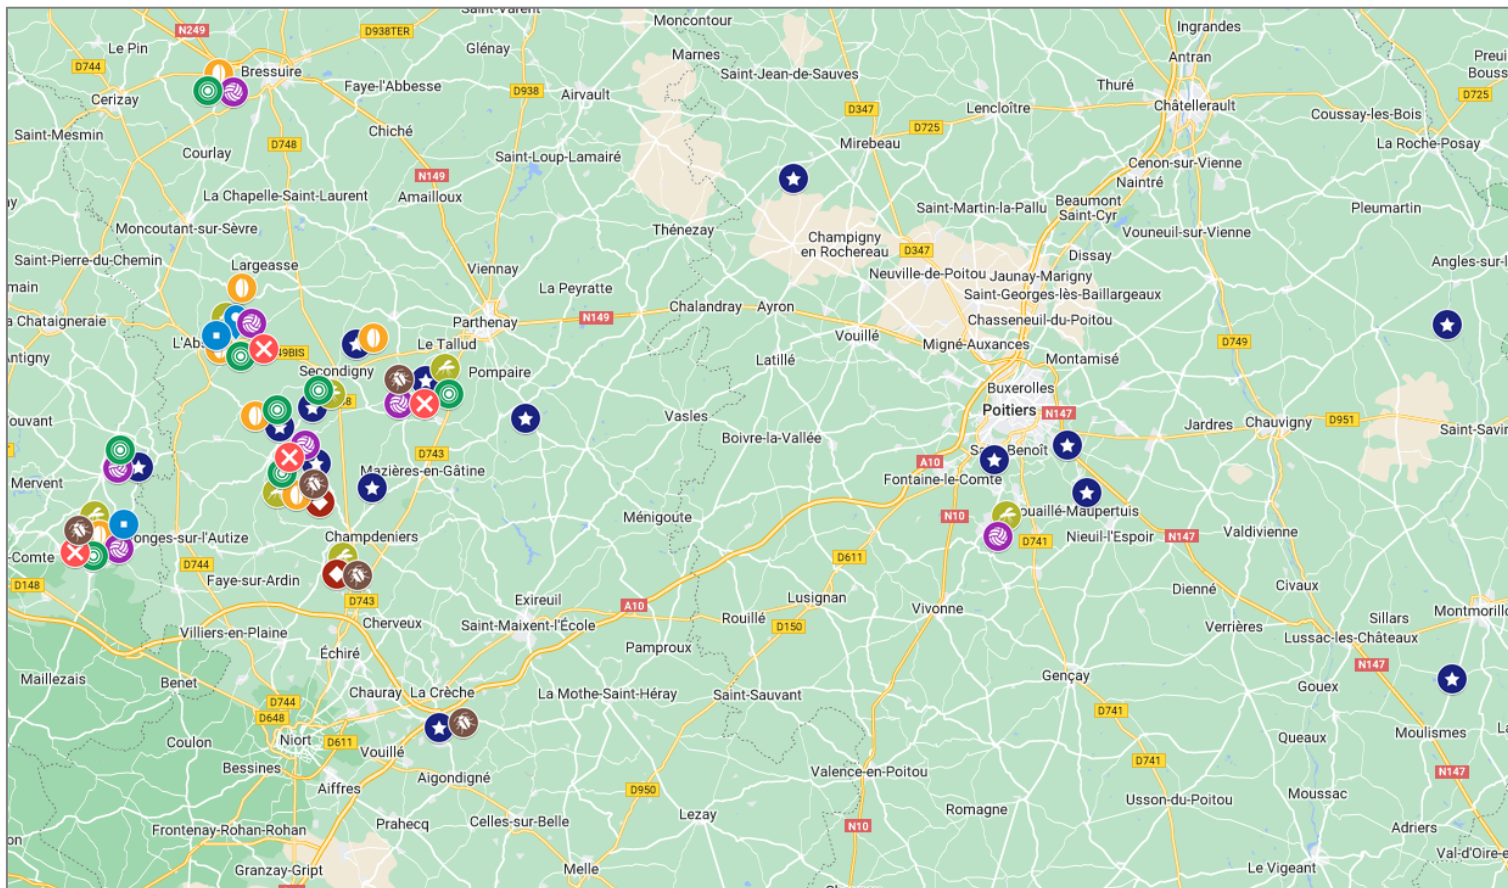 Saint-Varent
Moncontour
Ingrandes
N249
D938TER
Le Pin
Glénay
Marnes
Antran
D744
Bressuire
Saint-Jean-de-Sauves
Thuré
Cerizay
Faye-l'Abbesse
D938
Airvault
D347
Lencloître
Châtellerault
D725
Coussay-les-Bois
Saint-Mesmin
Chiché
D725
Mirebeau
La Roche-Posay
D748
Courlay
Saint-Loup-Lamairé
Cenon-sur-Vienne
N149
Naintré
La Chapelle-Saint-Laurent
Amailloux
Beaumont
Saint-Cyr
Saint-Martin-la-Pallu
Pleumartin
Moncoutant-sur-Sèvre
Thénezay
Vouneuil-sur-Vienne
Champigny
en Rochereau
D347
Dissay
Saint-Pierre-du-Chemin
Largeasse
Viennay
Neuville-de-Poitou
Jaunay-Marigny
La Peyratte
Saint-Georges-lès-Baillargeaux
Chalandray
Ayron
a Chataigneraie
Parthenay
N149
Chasseneuil-du-Poitou
Vouillé
Migné-Auxances
D749
L'Abs
49BIS
Le Tallud
Latillé
Montamisé
Secondigny
Pompaire
Buxerolles
Poitiers
N147
Vasles
Jardres
Chauvigny
D951
Saint-Savin
Boivre-la-Vallée
D743
Benoît
A10
Mazières-en-Gâtine
Fontaine-le-Comte
Mervent
Ménigoute
N10
ouaillé-Maupertuis
onges-sur-l'Autize
Champdeniers
D741
Nieuil-l'Espoir
N147
Valdivienne
-Comte
D744
D611
D148
Faye-sur-Ardin
Dienné
Civaux
D743
Exireuil
A10
Lusignan
Vivonne
Montmorillo
Cherveux
Saint-Maixent-l'École
Rouillé
D150
Verrières
Sillars
Villiers-en-Plaine
Lussac-les-Châteaux
Échiré
Pamproux
N147
Maillezais
Benet
Chauray
La Crèche
La Mothe-Saint-Héray
Saint-Sauvant
Gençay
Gouex
D744
D648
D741
Coulon
Niort
D611
Vouillé
Queaux
Moulismes
Bessines
Aigondigné
Valence-en-Poitou
D741
N147
Aiffres
D950
Usson-du-Poitou
Moussac
Prahecq
Celles-sur-Belle
Lezay
Romagne
Frontenay-Rohan-Rohan
N10
Adriers
Granzay-Gript
Melle
Le Vigeant
Val-d'Oire-e